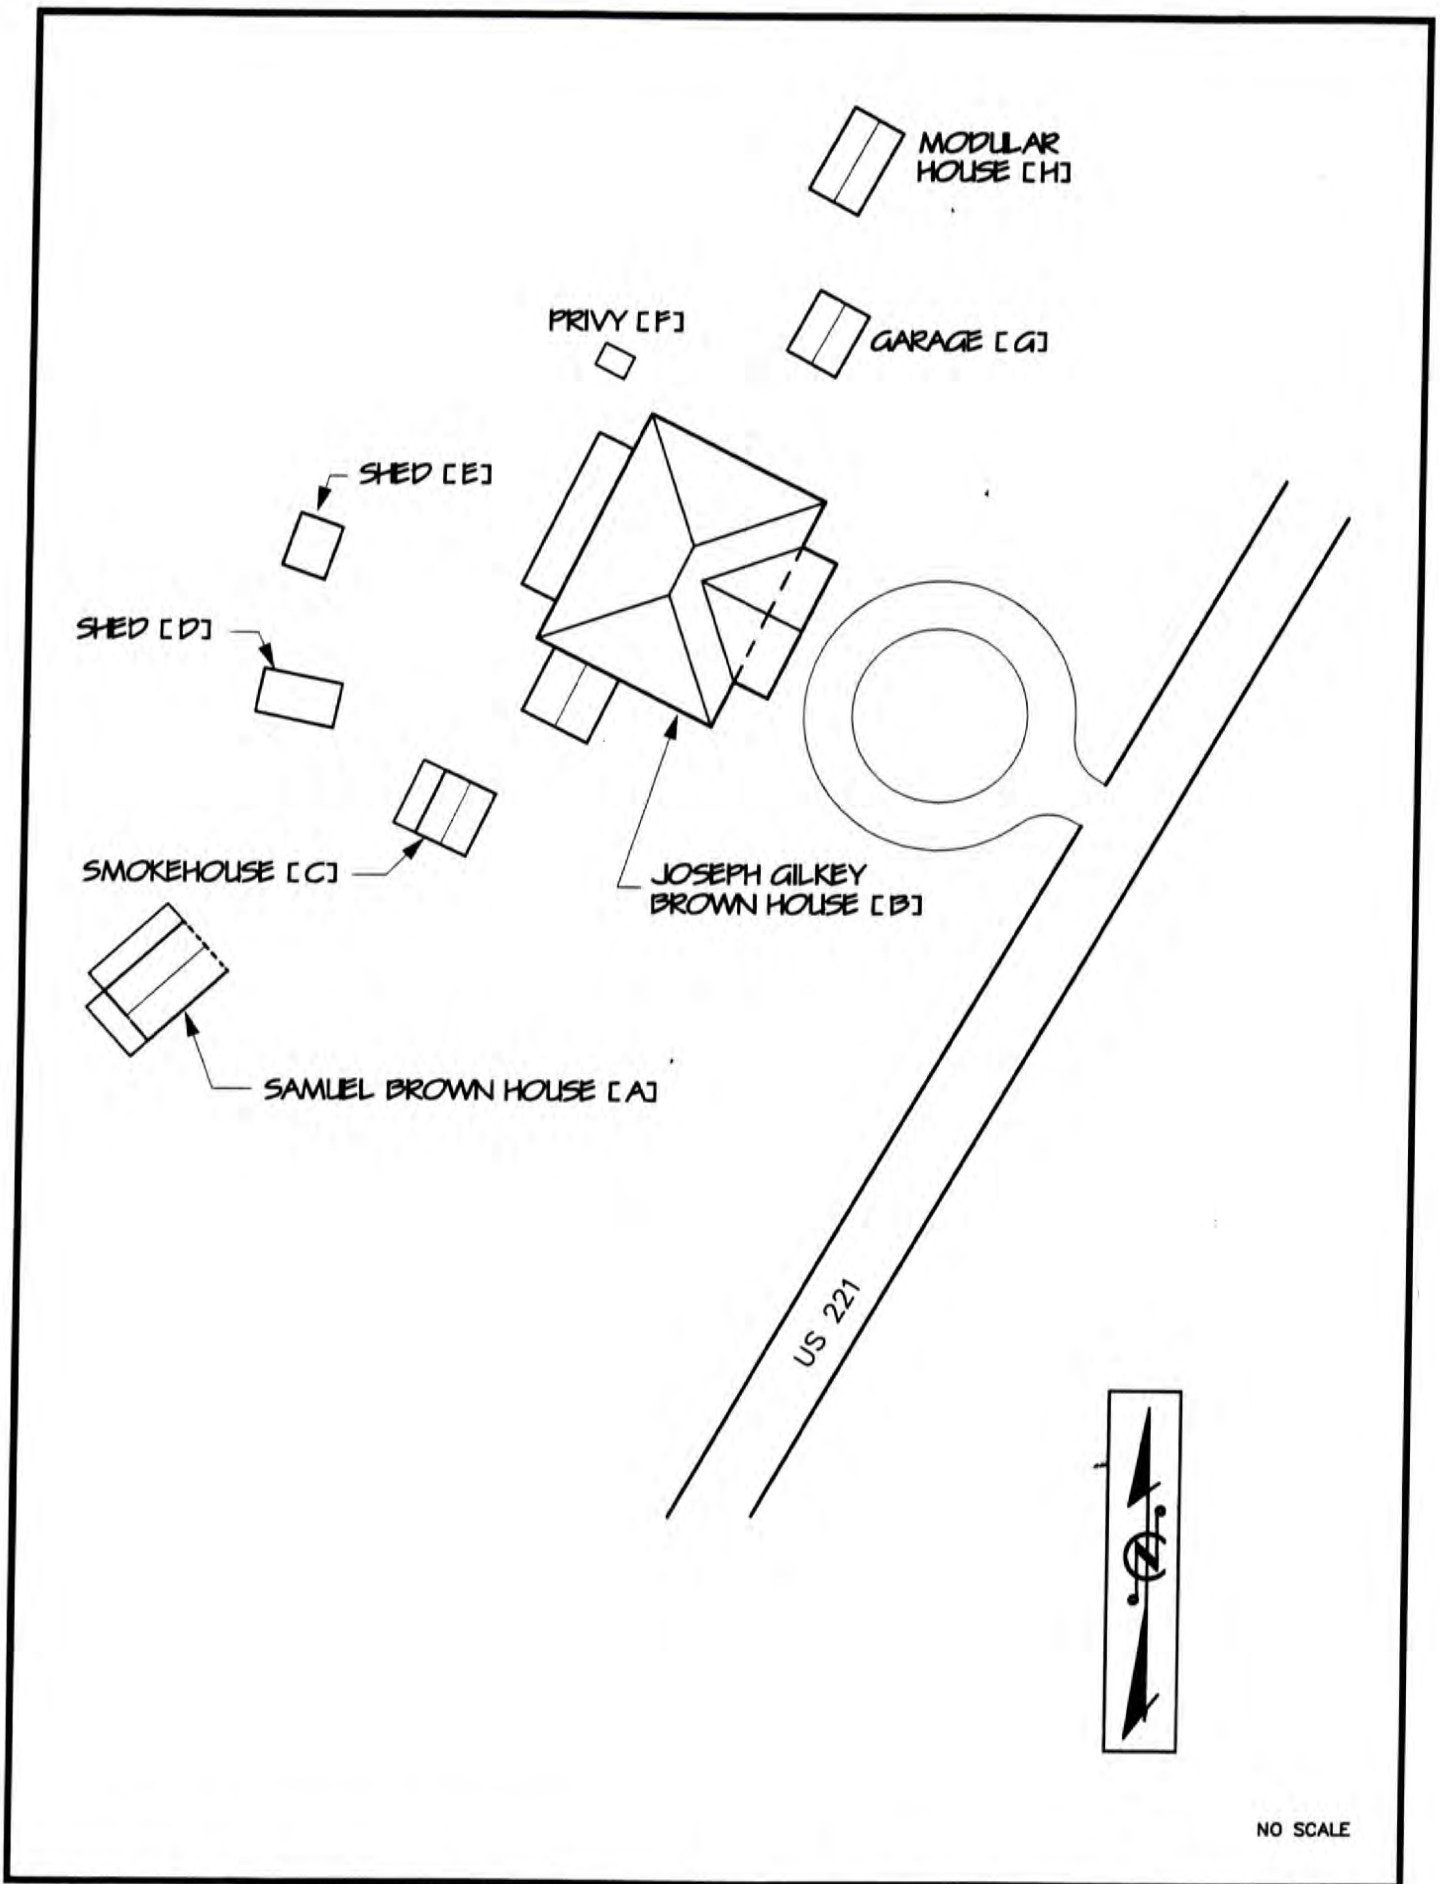 MODULAR
HOUSE [H]
PRIVY [F]
GARAGE [G]
SHED [E]
SHED [D]
SMOKEHOUSE [C]
JOSEPH GILKEY
BROWN HOUSE [B]
SAMUEL BROWN HOUSE [A]
US 221
N
NO SCALE